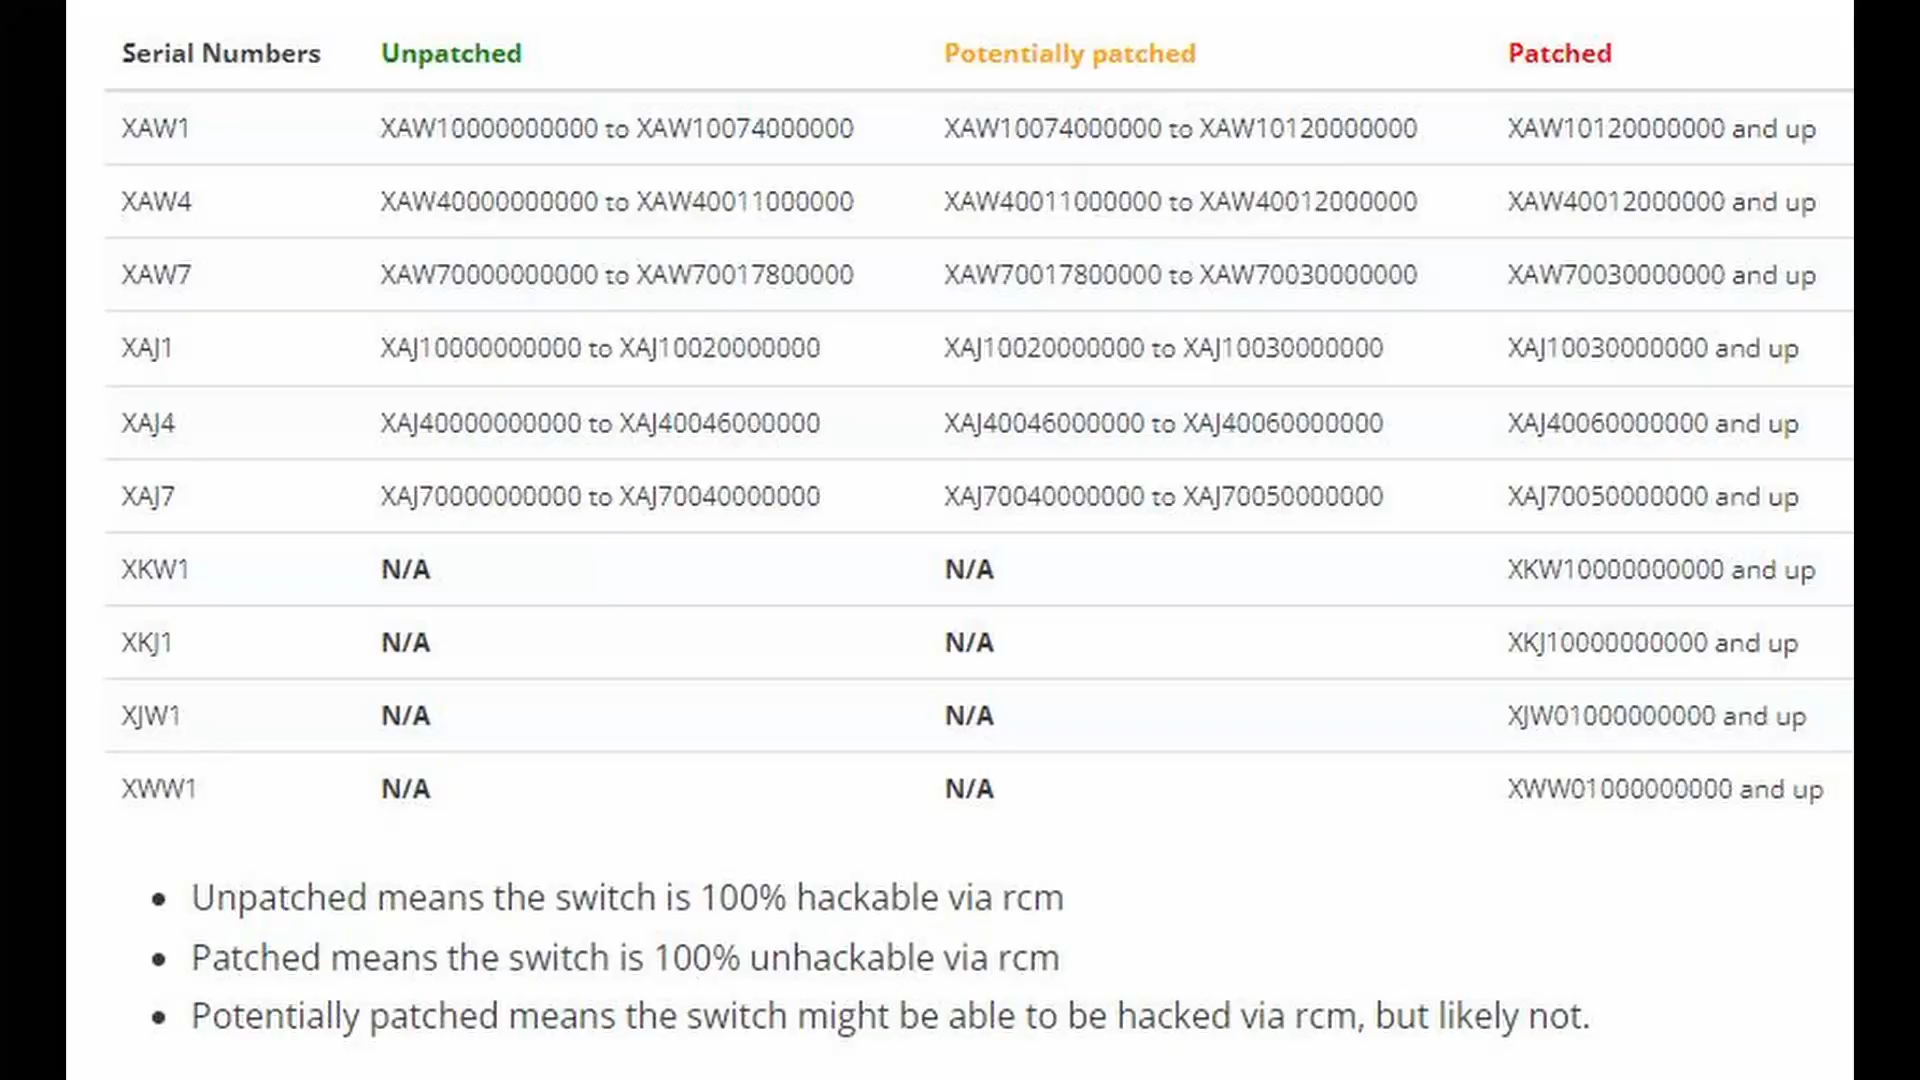 Serial Numbers Unpatched Potentially patched Patched
XAW1 XAW10000000000 to XAW10074000000 XAW10074000000 to XAW10120000000 XAW10120000000 and up
XAW4 XAW40000000000 to XAW40011000000 XAW40011000000 to XAW40012000000 XAW40012000000 and up
XAW7 XAW70000000000 to XAW70017800000 XAW70017800000 to XAW70030000000 XAW70030000000 and up
XAJ1 XAJ10000000000 to XAJ10020000000 XAJ10020000000 to XAJ10030000000 XAJ10030000000 and up
XAJ4 XAJ40000000000 to XAJ40046000000 XAJ40046000000 to XAJ40060000000 XAJ40060000000 and up
XAJ7 XAJ70000000000 to XAJ70040000000 XAJ70040000000 to XAJ70050000000 XAJ70050000000 and up
XKW1 N/A N/A XKW10000000000 and up
XKJ1 N/A N/A XKJ10000000000 and up
XJW1 N/A N/A XJW01000000000 and up
XWW1 N/A N/A XWW01000000000 and up
• Unpatched means the switch is 100% hackable via rcm
• Patched means the switch is 100% unhackable via rcm
• Potentially patched means the switch might be able to be hacked via rcm, but likely not.